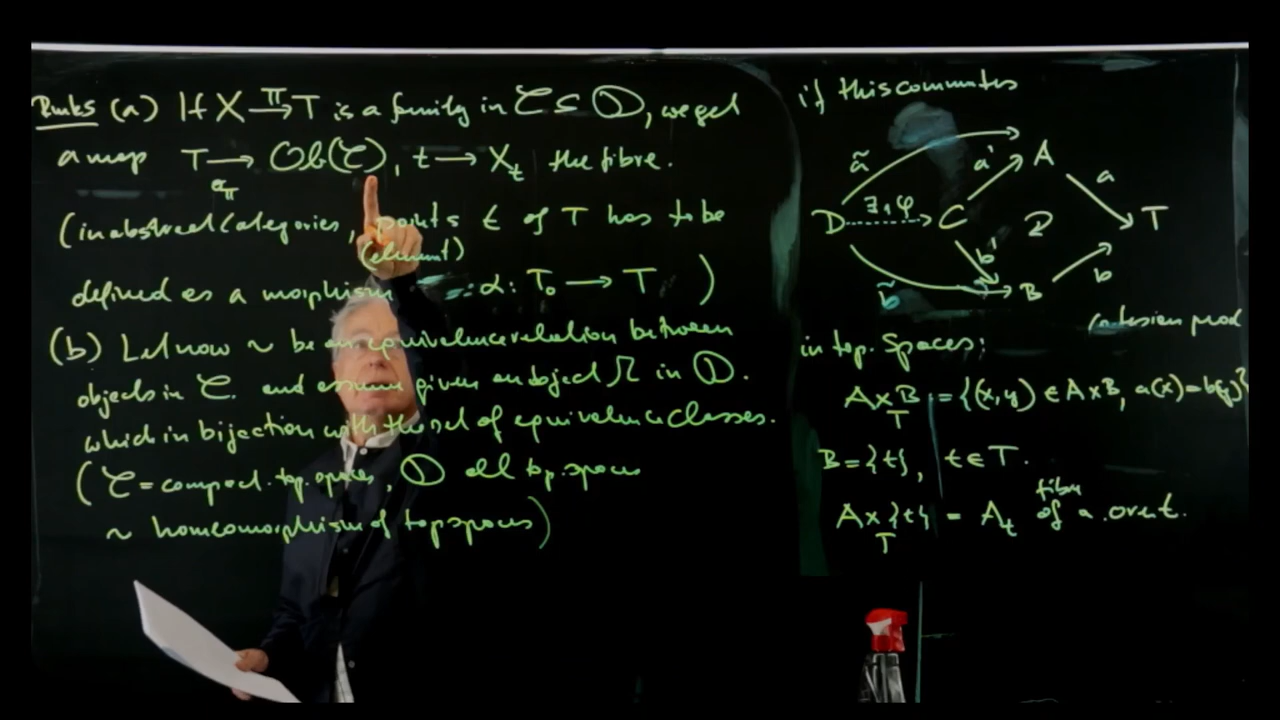 Rmks (a) If X —π→ T is a family in 𝒞 ⊆ 𝒟, we get
a map T → Ob(𝒞), t → X_t the fibre.
a_π
(in abstract categories, points t of T has to be
(element)
defined as a morphism α: T₀ → T )
(b) Let now ~ be an equivalence relation between
objects in 𝒞. and assume given an object Ω in 𝒟.
which in bijection with the set of equivalence classes.
(𝒞 = compact. top. spaces, 𝒟 all top. spaces
~ homeomorphism of top spaces)
if this commutes
ã a' A a
D ∃₁ φ C T
b' b
b̃ B
Cartesian prod
in top. Spaces:
A×B := {(x,y) ∈ A×B, a(x)=b(y)}
T
B={t}, t∈T.
fibre
A×{t} = A_t of a over t.
T